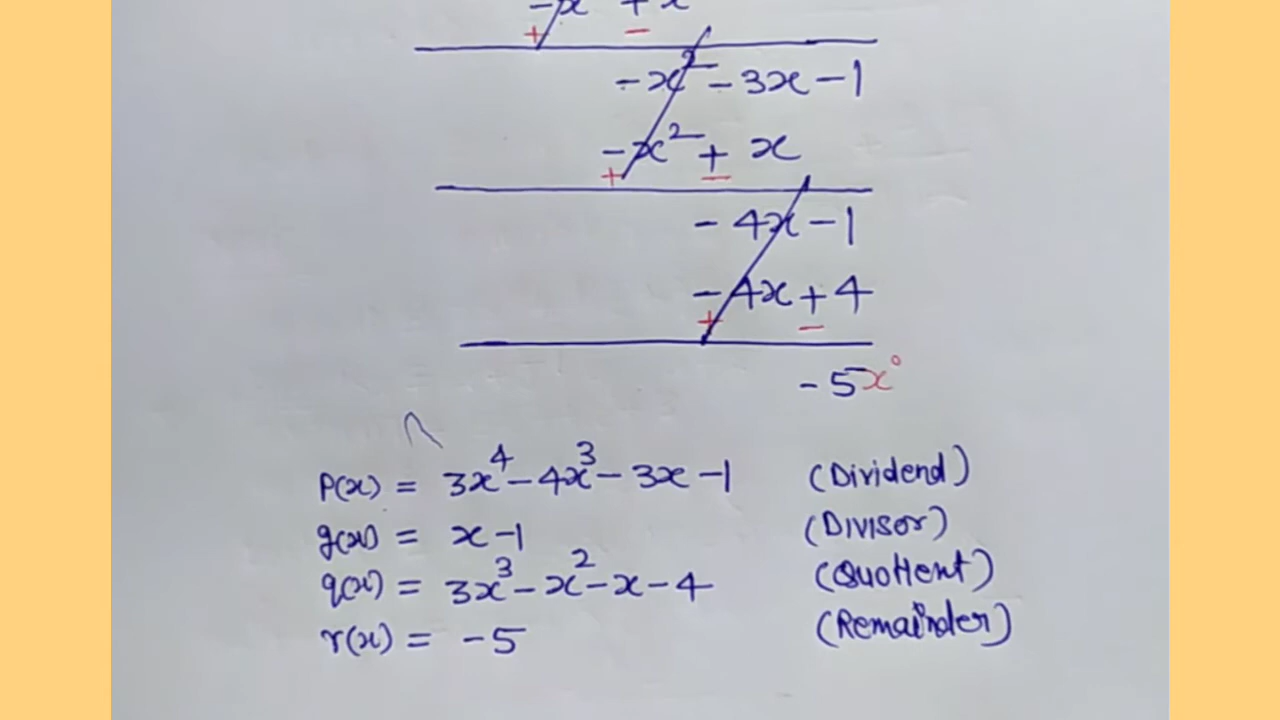 -x + x
+ -
-x² - 3x - 1
-x² + x
+ -
- 4x - 1
- 4x + 4
+ -
- 5x°
p(x) = 3x⁴ - 4x³ - 3x - 1 (Dividend)
g(x) = x - 1 (Divisor)
q(x) = 3x³ - x² - x - 4 (Quotient)
r(x) = - 5 (Remainder)